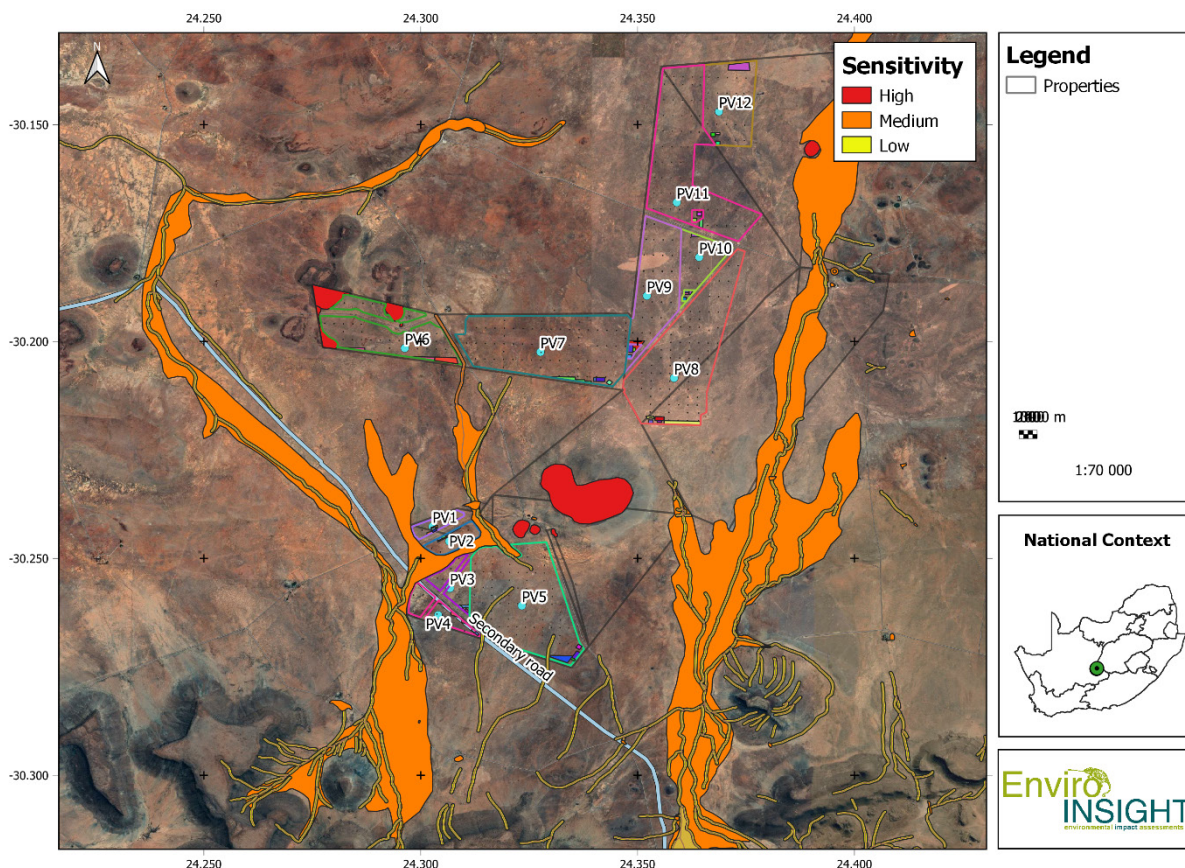 24.250 24.300 24.350 24.400
N
Sensitivity
High
Medium
Low
Legend
Properties
-30.150
-30.200
-30.250
-30.300
PV12
PV11
PV10
PV9
PV6
PV7
PV8
PV1
PV2
PV3
PV5
PV4
Secondary road
1:70 000
National Context
Enviro
INSIGHT
environmental impact assessments
24.250 24.300 24.350 24.400